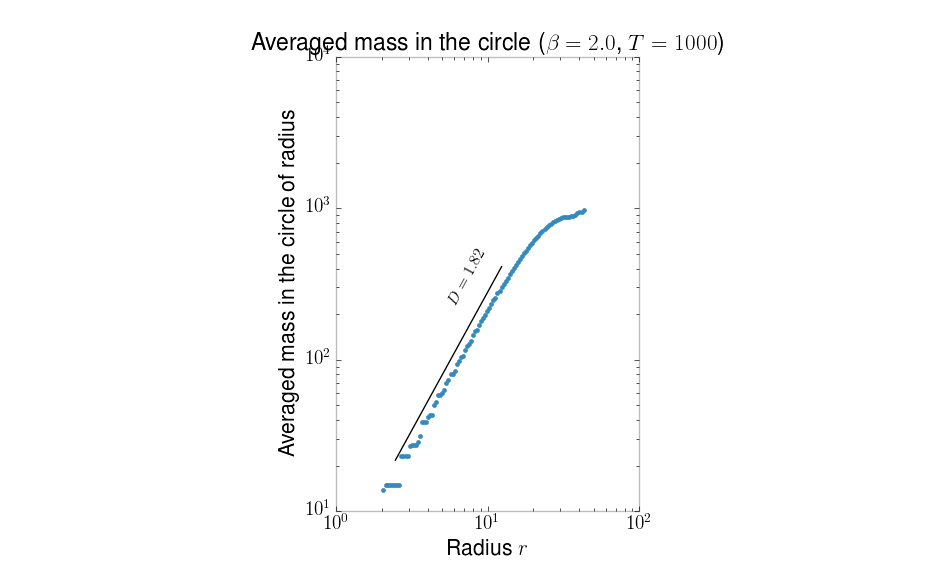 Averaged mass in the circle (β = 2.0, T = 1000)
10⁴
Averaged mass in the circle of radius
10³
D = 1.82
10²
10¹
10⁰ 10¹ 10²
Radius r